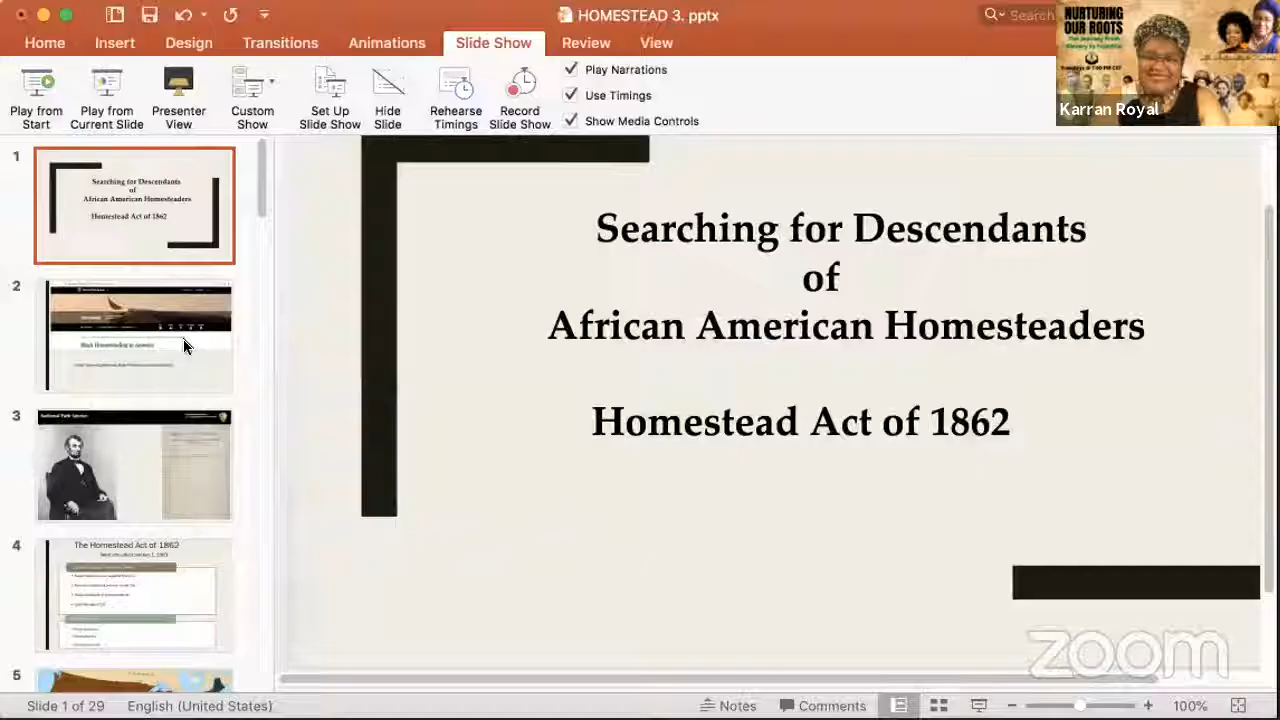 HOMESTEAD 3. pptx
Search
Home
Insert
Design
Transitions
Animations
Slide Show
Review
View
Play from Start
Play from Current Slide
Presenter View
Custom Show
Set Up Slide Show
Hide Slide
Rehearse Timings
Record Slide Show
Play Narrations
Use Timings
Show Media Controls
NURTURING
OUR ROOTS
Karran Royal
1
Searching for Descendants
of
African American Homesteaders
Homestead Act of 1862
2
Black Homesteading in America
3
National Park Service
4
The Homestead Act of 1862
5
Searching for Descendants
of
African American Homesteaders
Homestead Act of 1862
zoom
Slide 1 of 29
English (United States)
Notes
Comments
100%